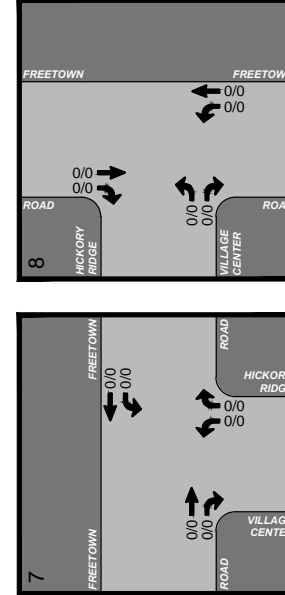 FREETOWN
FREETOW
0/0
0/0
0/0
0/0
0/0
0/0
ROAD
ROA
HICKORY
RIDGE
VILLAGE
CENTER
8
FREETOWN
ROAD
HICKOR
RIDG
0/0
0/0
0/0
0/0
0/0
0/0
VILLAG
CENTE
FREETOWN
ROAD
7